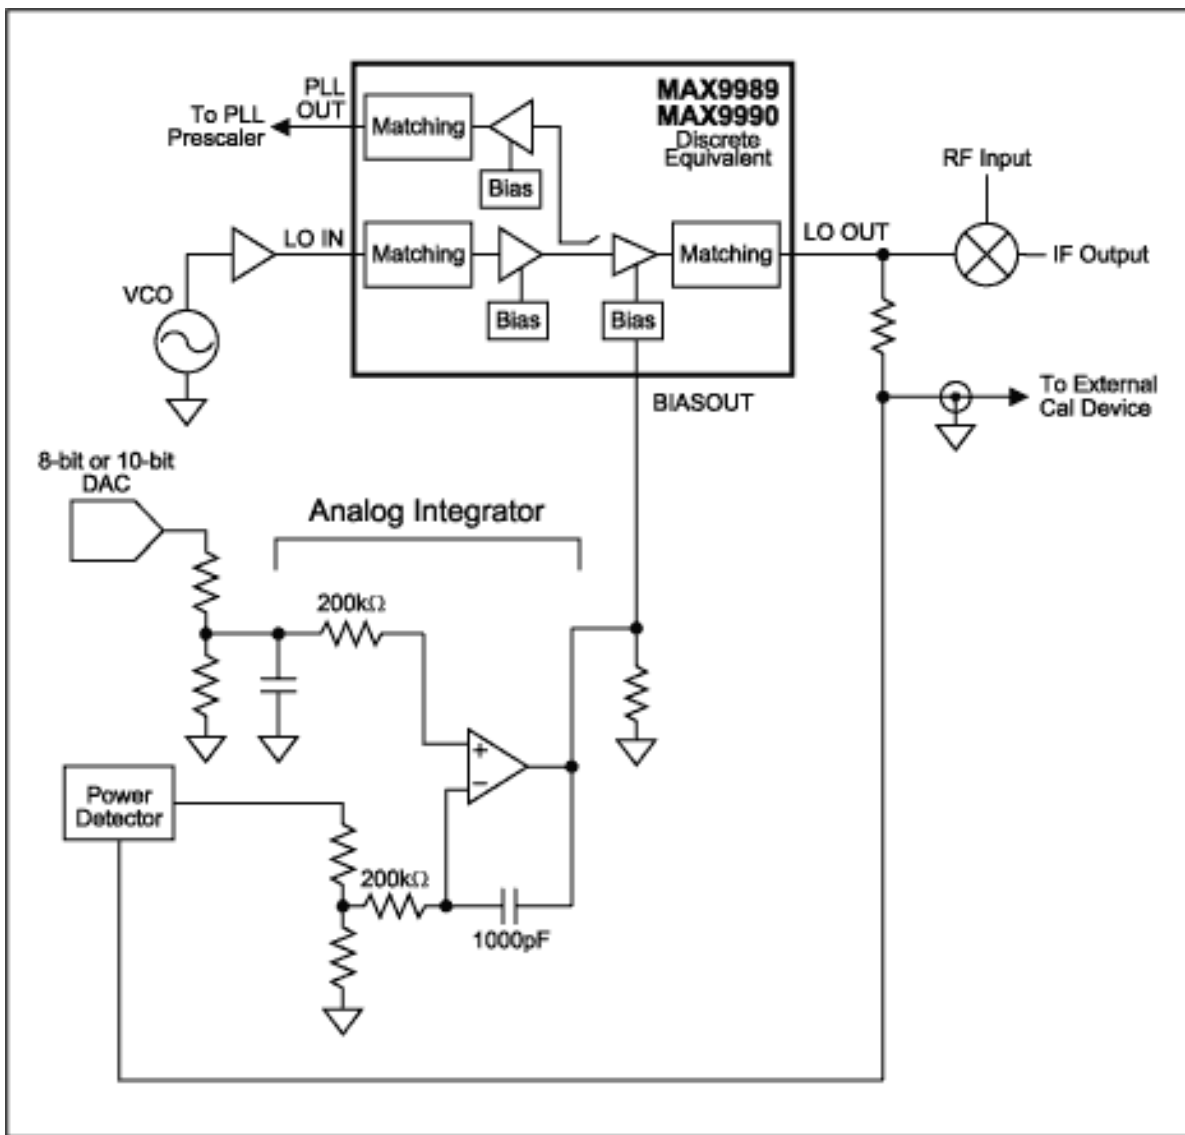 PLL
OUT
To PLL
Prescaler
Matching
MAX9989
MAX9990
Discrete
Equivalent
Bias
RF Input
LO IN
Matching
Matching
LO OUT
IF Output
VCO
Bias
Bias
BIASOUT
To External
Cal Device
8-bit or 10-bit
DAC
Analog Integrator
200kΩ
+
−
Power
Detector
200kΩ
1000pF